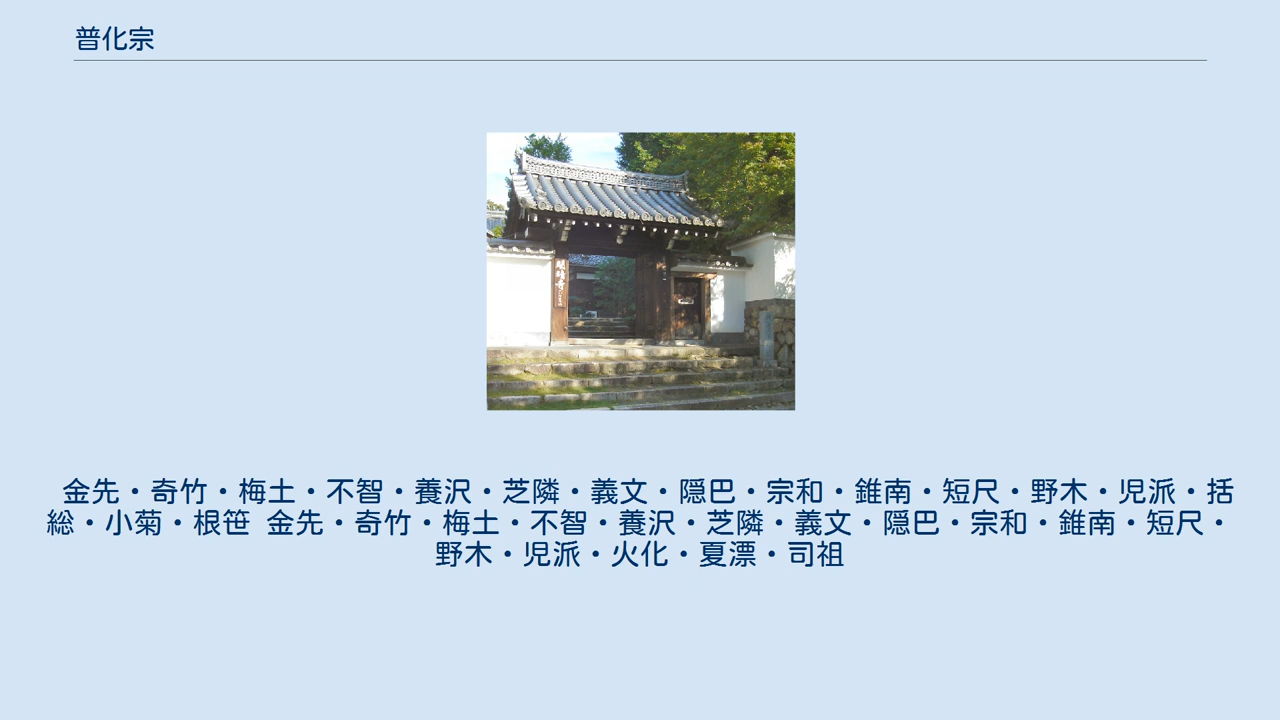 普化宗
金先・奇竹・梅土・不智・養沢・芝隣・義文・隠巴・宗和・錐南・短尺・野木・児派・括
総・小菊・根笹 金先・奇竹・梅土・不智・養沢・芝隣・義文・隠巴・宗和・錐南・短尺・
野木・児派・火化・夏漂・司祖